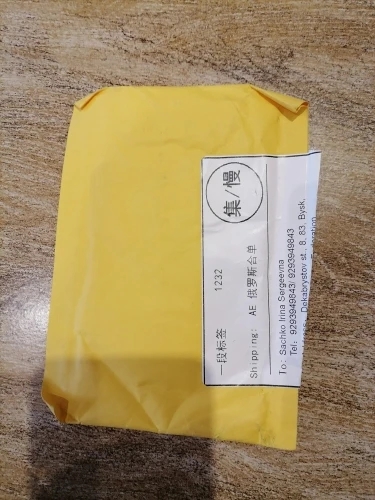 集/慢
一段标签 1232
Shipping: AE 俄罗斯合单
To: Sachko Irina Sergeevna
Tel: 9293949843/ 9293949843
Dekabrystov st., 8, 83, Bysk,